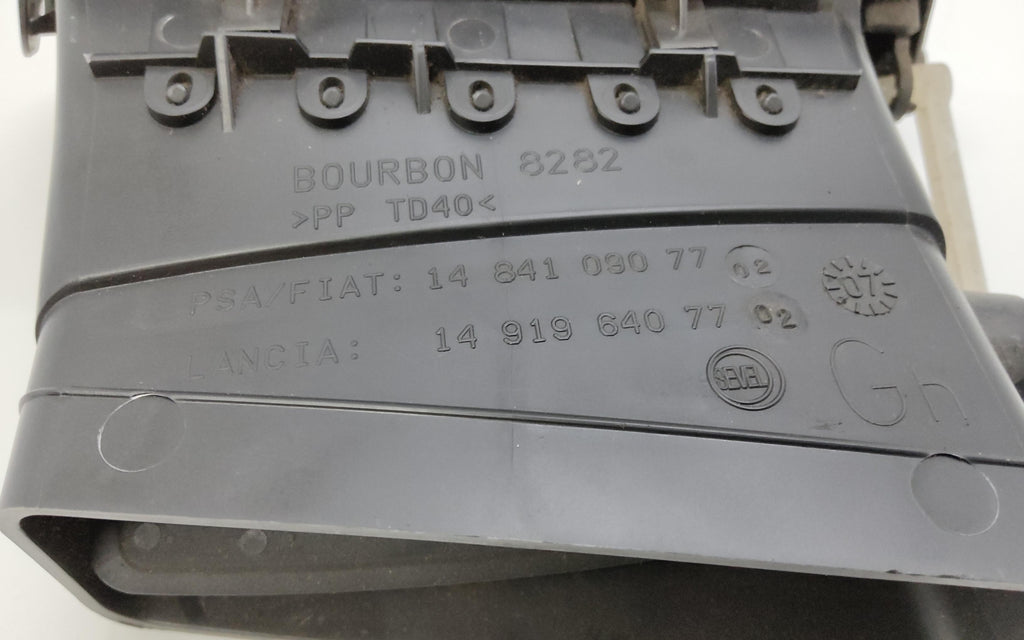 BOURBON 8282
>PP TD40<
PSA/FIAT: 14 841 090 77 02
07
LANCIA: 14 919 640 77 02
SEVEL
Gh